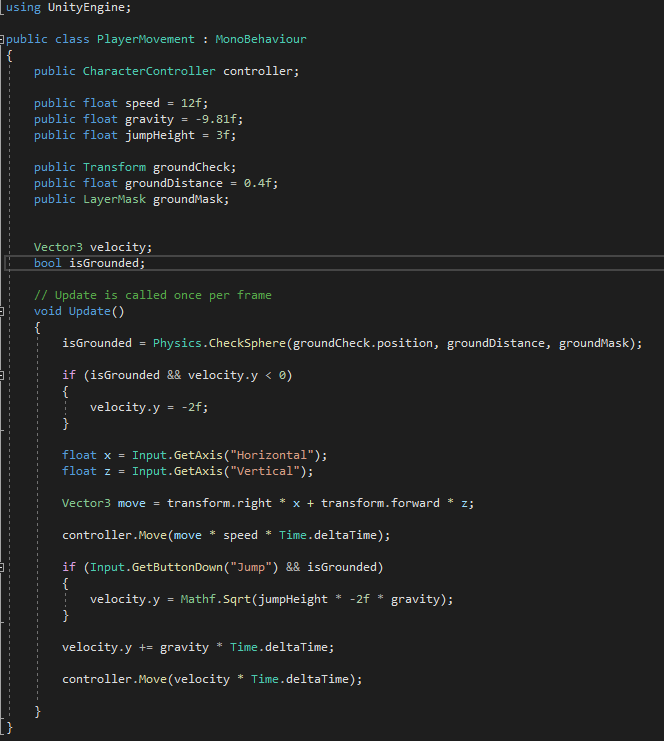 using UnityEngine;
public class PlayerMovement : MonoBehaviour
{
public CharacterController controller;
public float speed = 12f;
public float gravity = -9.81f;
public float jumpHeight = 3f;
public Transform groundCheck;
public float groundDistance = 0.4f;
public LayerMask groundMask;
Vector3 velocity;
bool isGrounded;
// Update is called once per frame
void Update()
{
isGrounded = Physics.CheckSphere(groundCheck.position, groundDistance, groundMask);
if (isGrounded && velocity.y < 0)
{
velocity.y = -2f;
}
float x = Input.GetAxis("Horizontal");
float z = Input.GetAxis("Vertical");
Vector3 move = transform.right * x + transform.forward * z;
controller.Move(move * speed * Time.deltaTime);
if (Input.GetButtonDown("Jump") && isGrounded)
{
velocity.y = Mathf.Sqrt(jumpHeight * -2f * gravity);
}
velocity.y += gravity * Time.deltaTime;
controller.Move(velocity * Time.deltaTime);
}
}